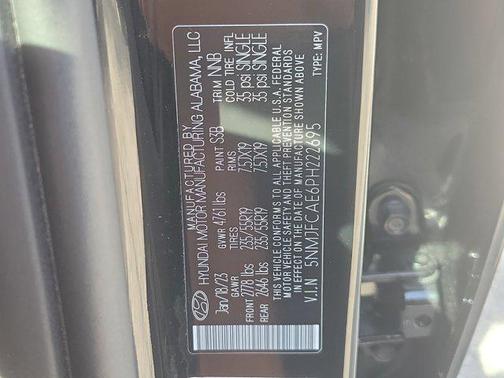 MANUFACTURED BY
HYUNDAI MOTOR MANUFACTURING ALABAMA, LLC
Jan/18/23 GVWR 4761 lbs PAINT S3B TRIM NNB
GAWR TIRES RIMS COLD TIRE INFL
FRONT 2778 lbs 235/55R19 7.5JX19 35 psi SINGLE
REAR 2646 lbs 235/55R19 7.5JX19 35 psi SINGLE
THIS VEHICLE CONFORMS TO ALL APPLICABLE U.S.A. FEDERAL
MOTOR VEHICLE SAFETY AND THEFT PREVENTION STANDARDS
IN EFFECT ON THE DATE OF MANUFACTURE SHOWN ABOVE.
V.I.N 5NMJFCAE6PH222695 TYPE: MPV